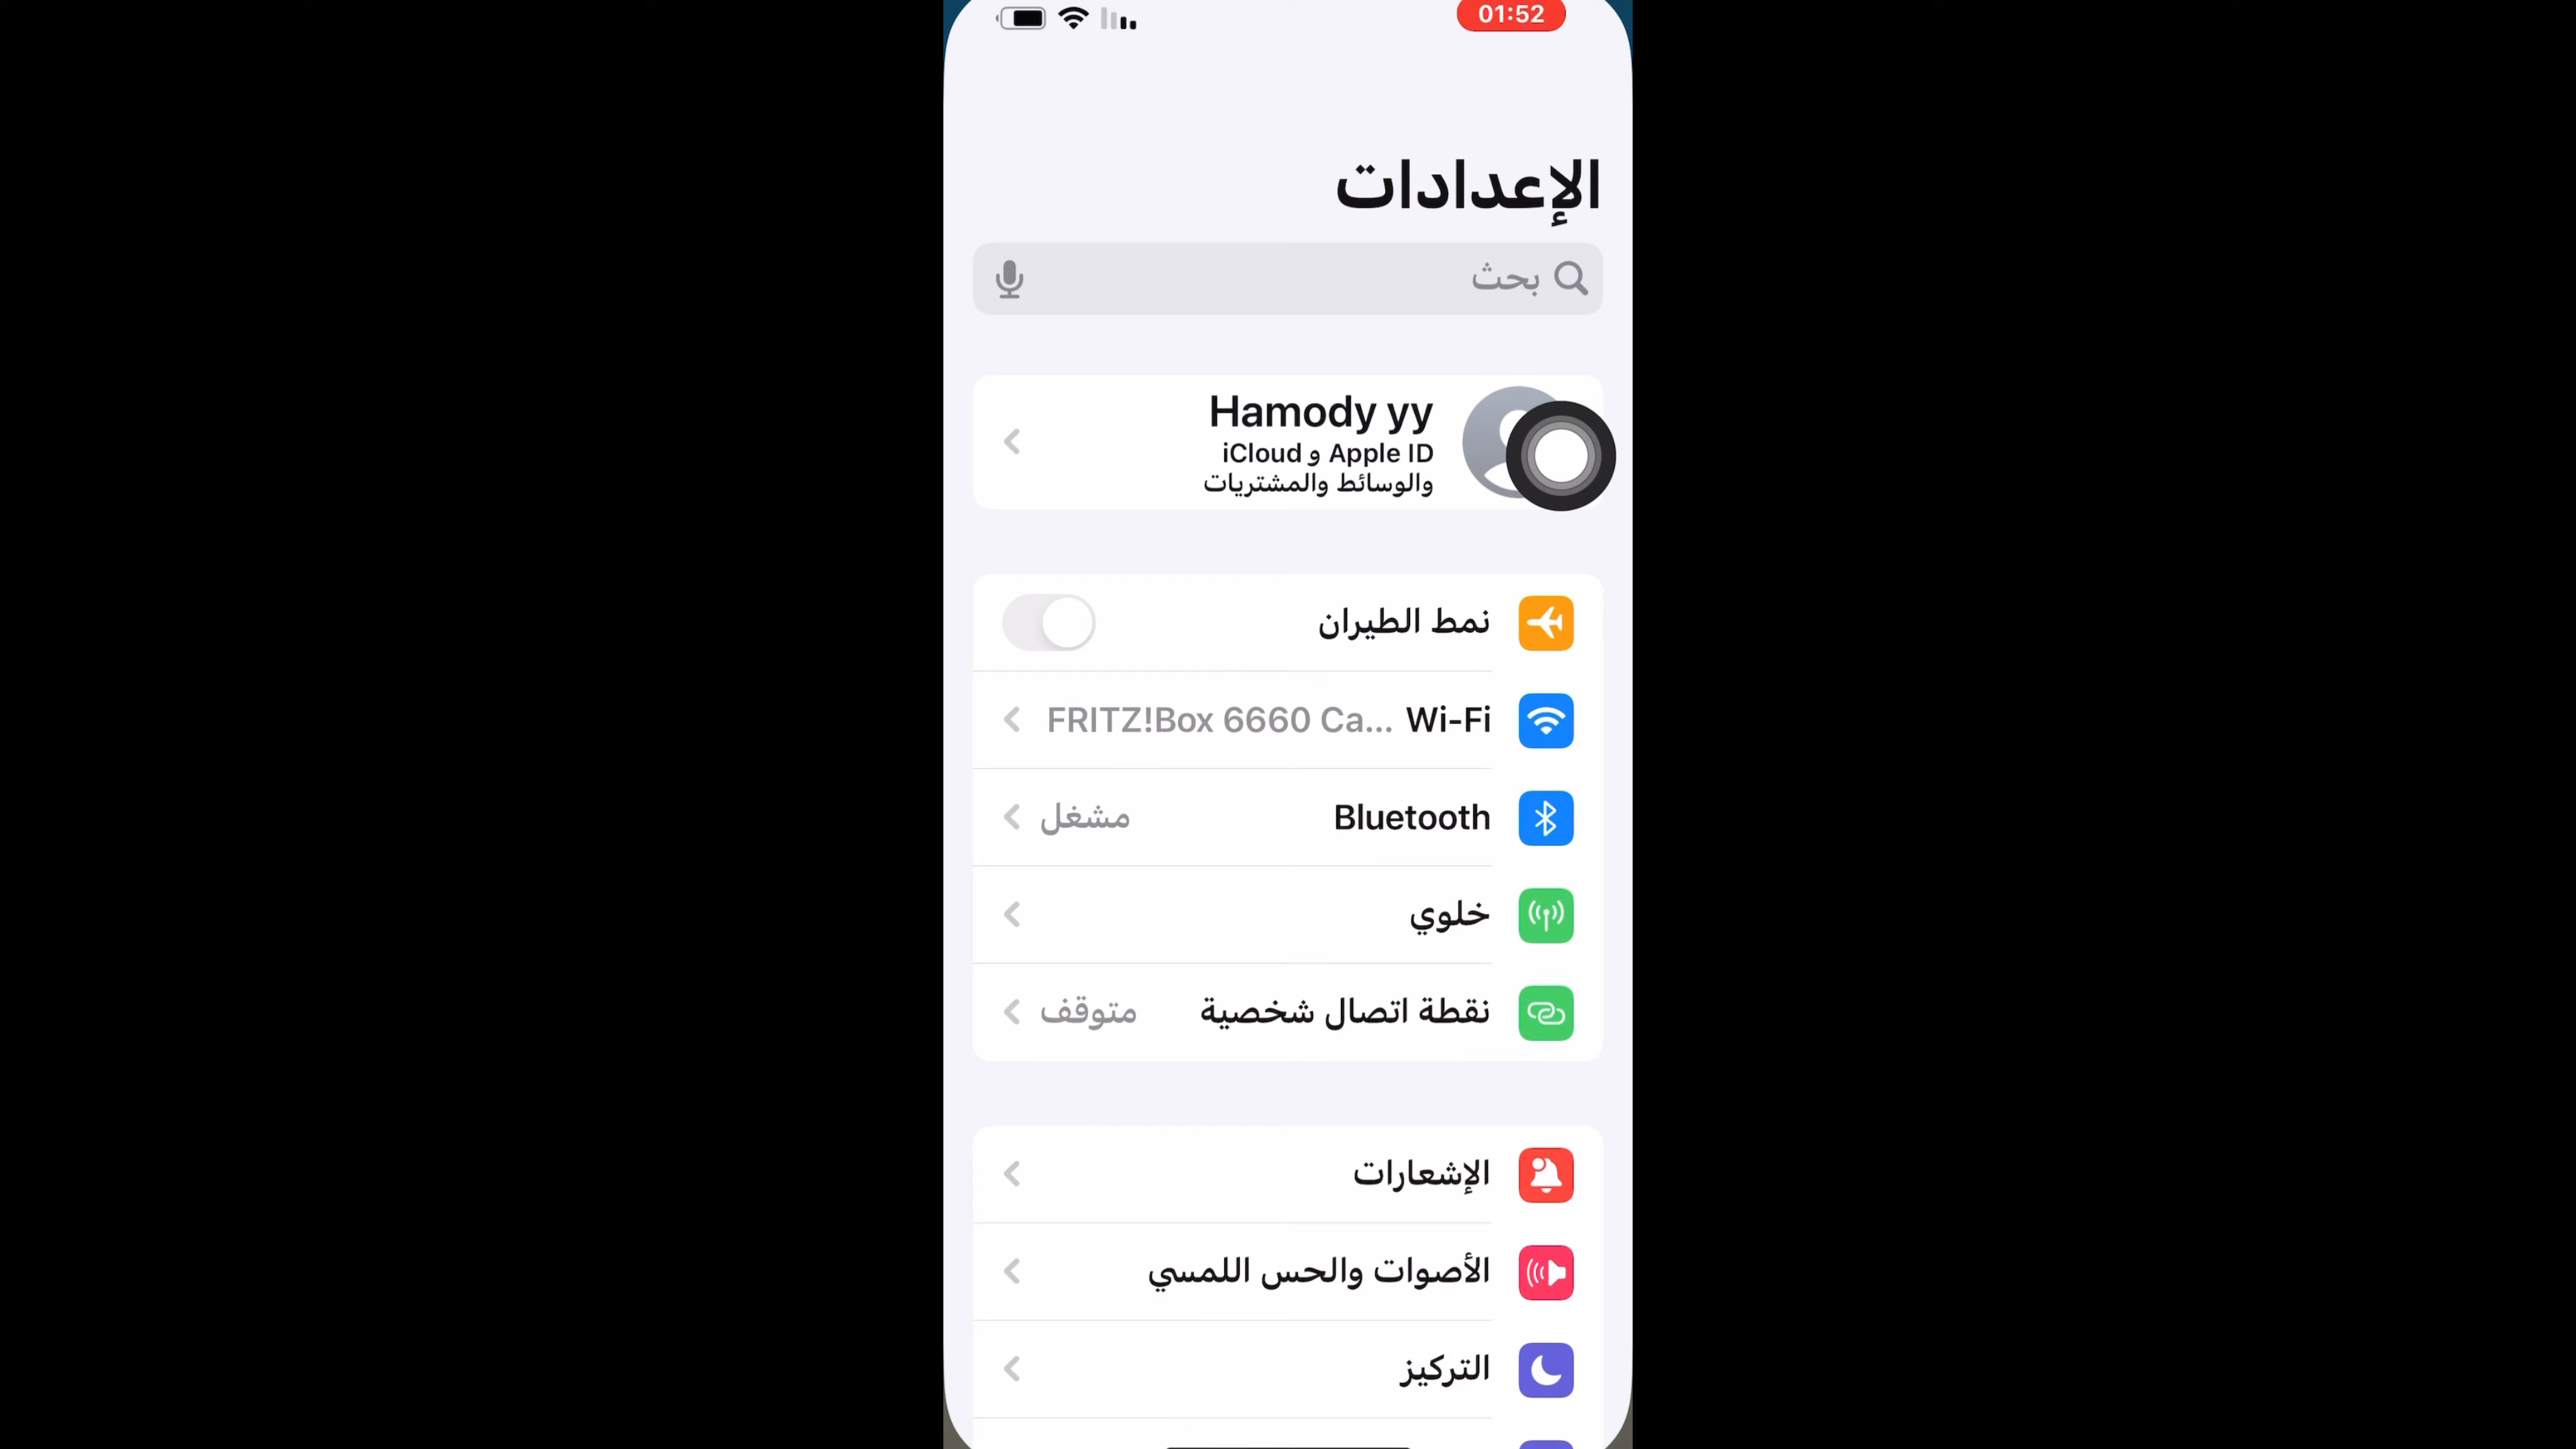 01:52
الإعدادات
بحث
Hamody yy
Apple ID و iCloud
والوسائط والمشتريات
نمط الطيران
Wi-Fi FRITZ!Box 6660 Ca...
Bluetooth مشغل
خلوي
نقطة اتصال شخصية متوقف
الإشعارات
الأصوات والحس اللمسي
التركيز